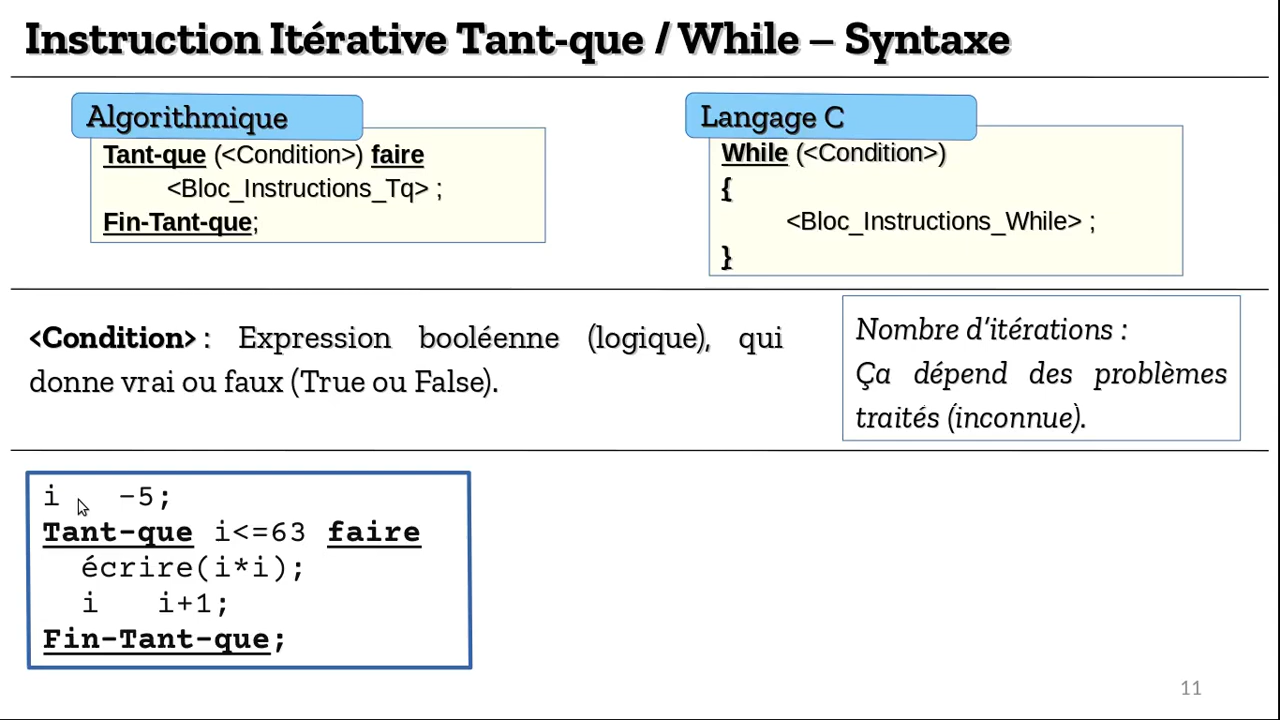 Instruction Itérative Tant-que / While – Syntaxe
Algorithmique
Tant-que (<Condition>) faire
<Bloc_Instructions_Tq> ;
Fin-Tant-que;
Langage C
While (<Condition>)
{
<Bloc_Instructions_While> ;
}
<Condition> : Expression booléenne (logique), qui
donne vrai ou faux (True ou False).
Nombre d'itérations :
Ça dépend des problèmes
traités (inconnue).
i -5;
Tant-que i<=63 faire
écrire(i*i);
i i+1;
Fin-Tant-que;
11